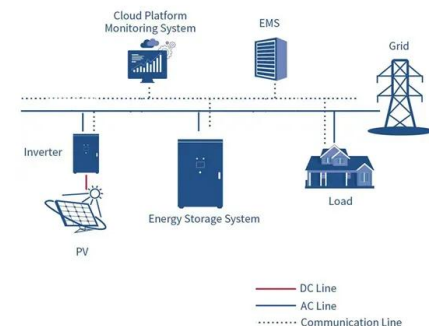 Cloud Platform
Monitoring System
EMS
Grid
Inverter
Energy Storage System
Load
PV
DC Line
AC Line
Communication Line